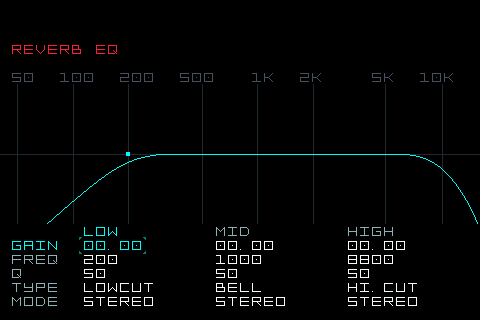 REVERB EQ
50 100 200 500 1K 2K 5K 10K
LOW MID HIGH
GAIN 00.00 00.00 00.00
FREQ 200 1000 8800
Q 50 50 50
TYPE LOWCUT BELL HI.CUT
MODE STEREO STEREO STEREO